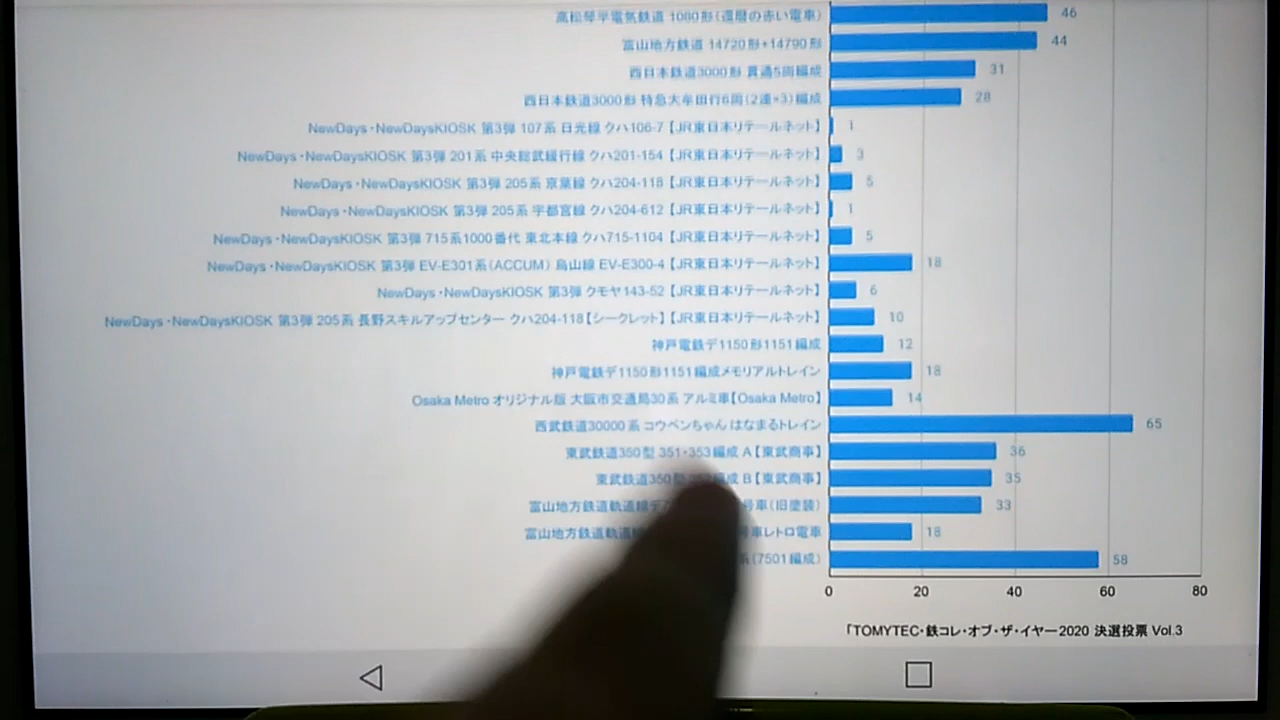 高松琴平電気鉄道 1080形(還暦の赤い電車) 46
富山地方鉄道 14720形+14790形 44
西日本鉄道3000形 貫通5両編成 31
西日本鉄道3000形 特急大牟田行6両(2連×3)編成 28
NewDays・NewDaysKIOSK 第3弾 107系 日光線 クハ106-7【JR東日本リテールネット】 1
NewDays・NewDaysKIOSK 第3弾 201系 中央総武緩行線 クハ201-154【JR東日本リテールネット】 3
NewDays・NewDaysKIOSK 第3弾 205系 京葉線 クハ204-118【JR東日本リテールネット】 5
NewDays・NewDaysKIOSK 第3弾 205系 宇都宮線 クハ204-612【JR東日本リテールネット】 1
NewDays・NewDaysKIOSK 第3弾 715系1000番代 東北本線 クハ715-1104【JR東日本リテールネット】 5
NewDays・NewDaysKIOSK 第3弾 EV-E301系(ACCUM) 烏山線 EV-E300-4【JR東日本リテールネット】 18
NewDays・NewDaysKIOSK 第3弾 クモヤ143-52【JR東日本リテールネット】 6
NewDays・NewDaysKIOSK 第3弾 205系 長野スキルアップセンター クハ204-118【シークレット】【JR東日本リテールネット】 10
神戸電鉄デ1150形1151編成 12
神戸電鉄デ1150形1151編成メモリアルトレイン 18
Osaka Metro オリジナル版 大阪市交通局30系 アルミ車【Osaka Metro】 14
西武鉄道30000系 コウペンちゃん はなまるトレイン 65
東武鉄道350型 351・353編成 A【東武商事】 36
東武鉄道350型 編成 B【東武商事】 35
富山地方鉄道軌道線デ 号車(旧塗装) 33
富山地方鉄道軌道 号車レトロ電車 18
系(7501編成) 58
0 20 40 60 80
「TOMYTEC・鉄コレ・オブ・ザ・イヤー2020 決選投票 Vol.3